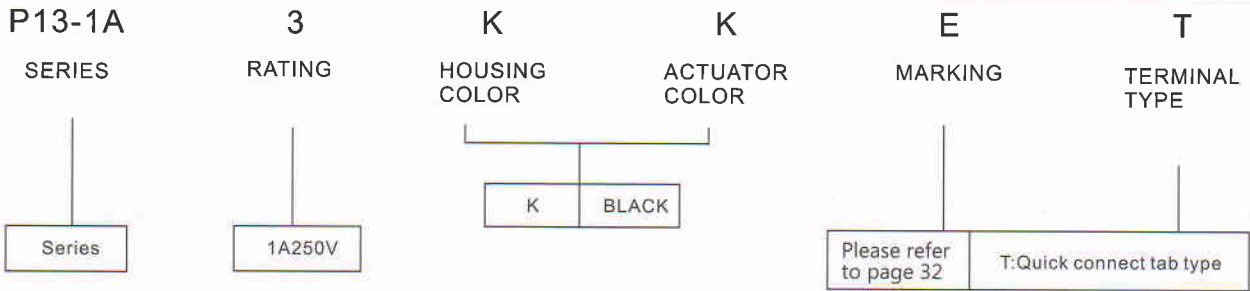 P13-1A 3 K K E T
SERIES RATING HOUSING COLOR ACTUATOR COLOR MARKING TERMINAL TYPE
K BLACK
Series 1A250V Please refer to page 32 T:Quick connect tab type